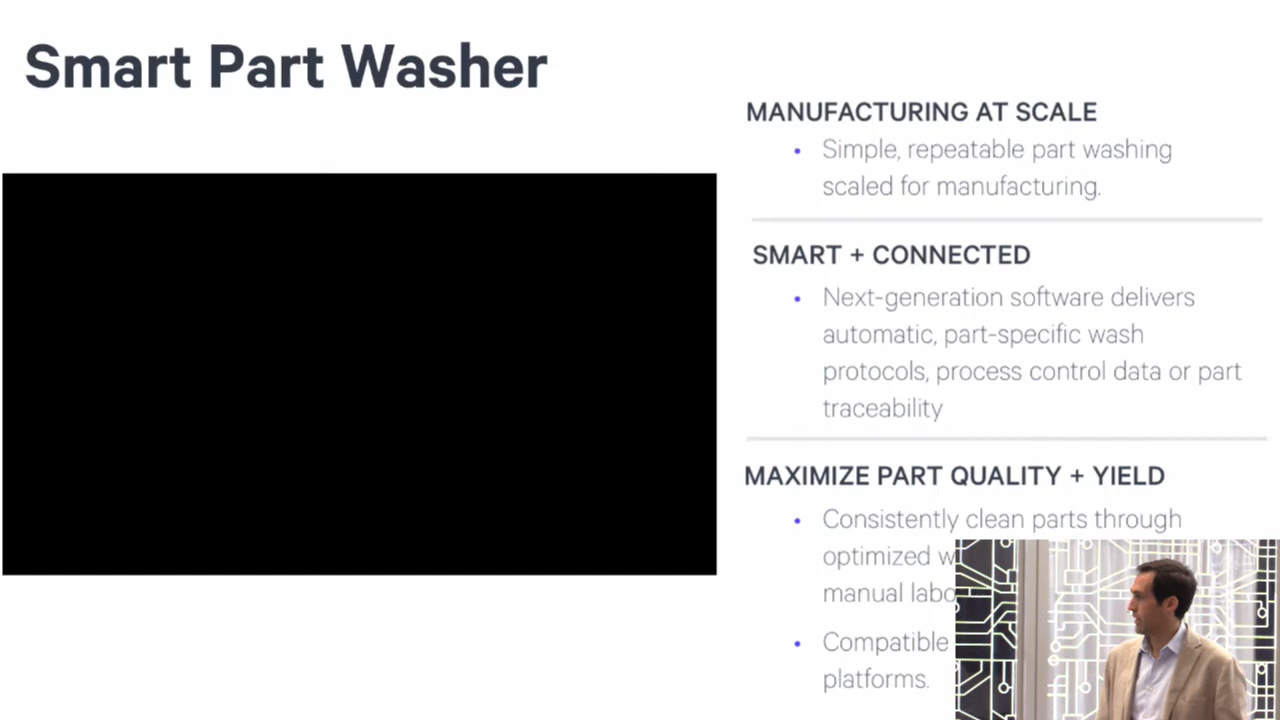 Smart Part Washer
MANUFACTURING AT SCALE
• Simple, repeatable part washing
scaled for manufacturing.
SMART + CONNECTED
• Next-generation software delivers
automatic, part-specific wash
protocols, process control data or part
traceability
MAXIMIZE PART QUALITY + YIELD
• Consistently clean parts through
optimized
manual
• Compatible
platforms.